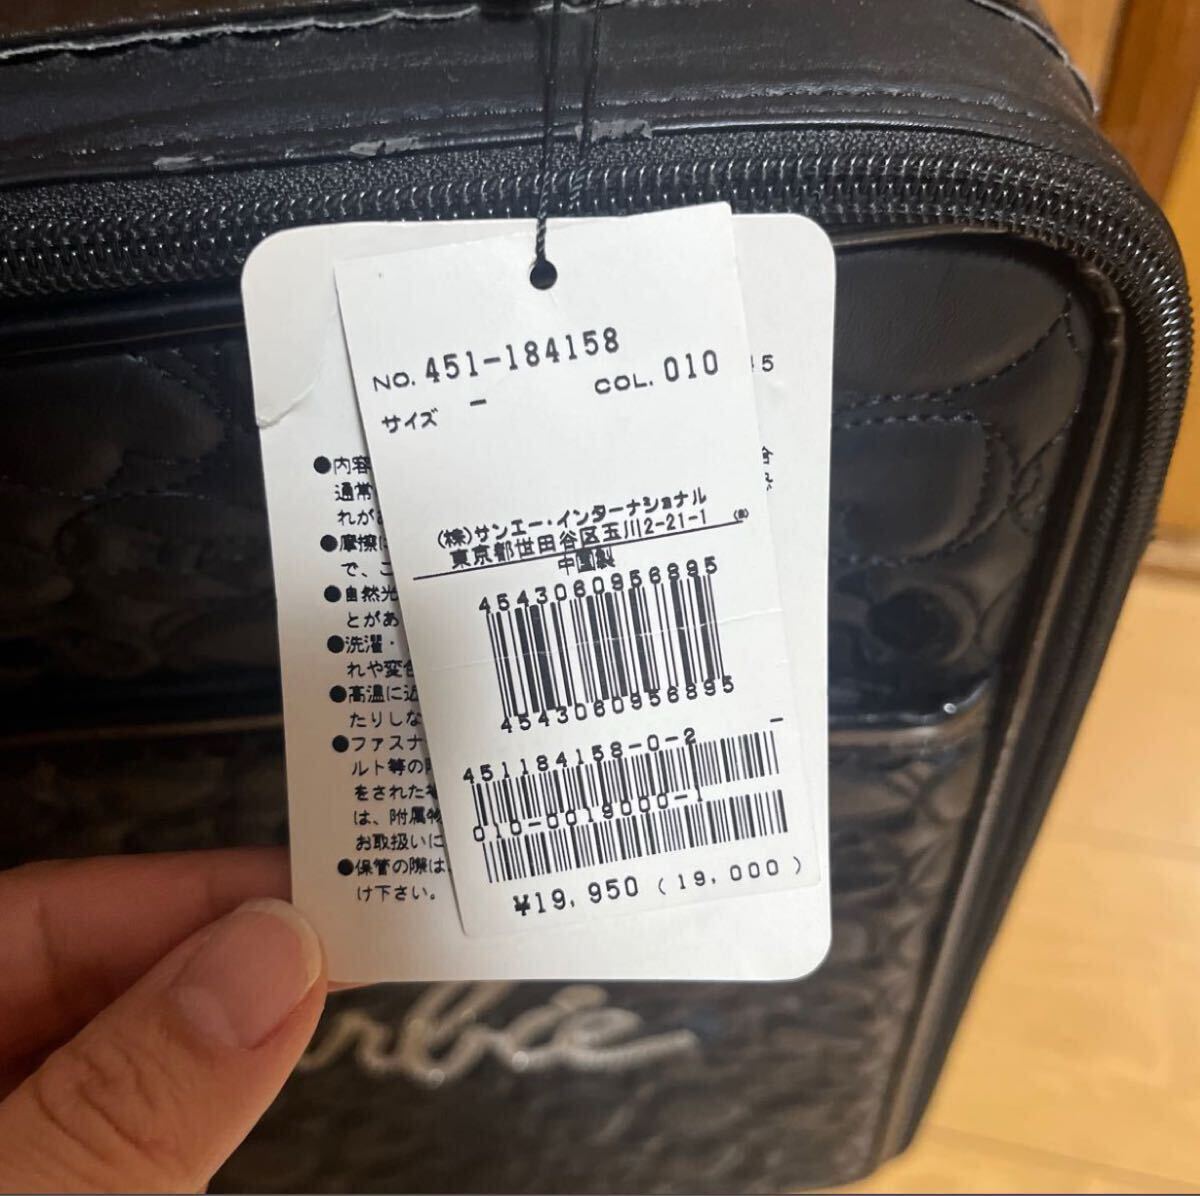 NO. 451-184158
サイズ - COL. 010
(株)サンエー・インターナショナル
東京都世田谷区玉川2-21-1
中国製
4543060956895
4543060956895
451184158-0-2 -
010-0019000-1
¥19,950 (19,000)
45
●内容
通常
れが
●摩擦
で、こ
●自然光
とがあ
●洗濯・
れや変色
●高温に近
たりしな
●ファスナ
ルト等の
をされた
は、附属物
お取扱いに
●保管の際は、
け下さい。
arbie